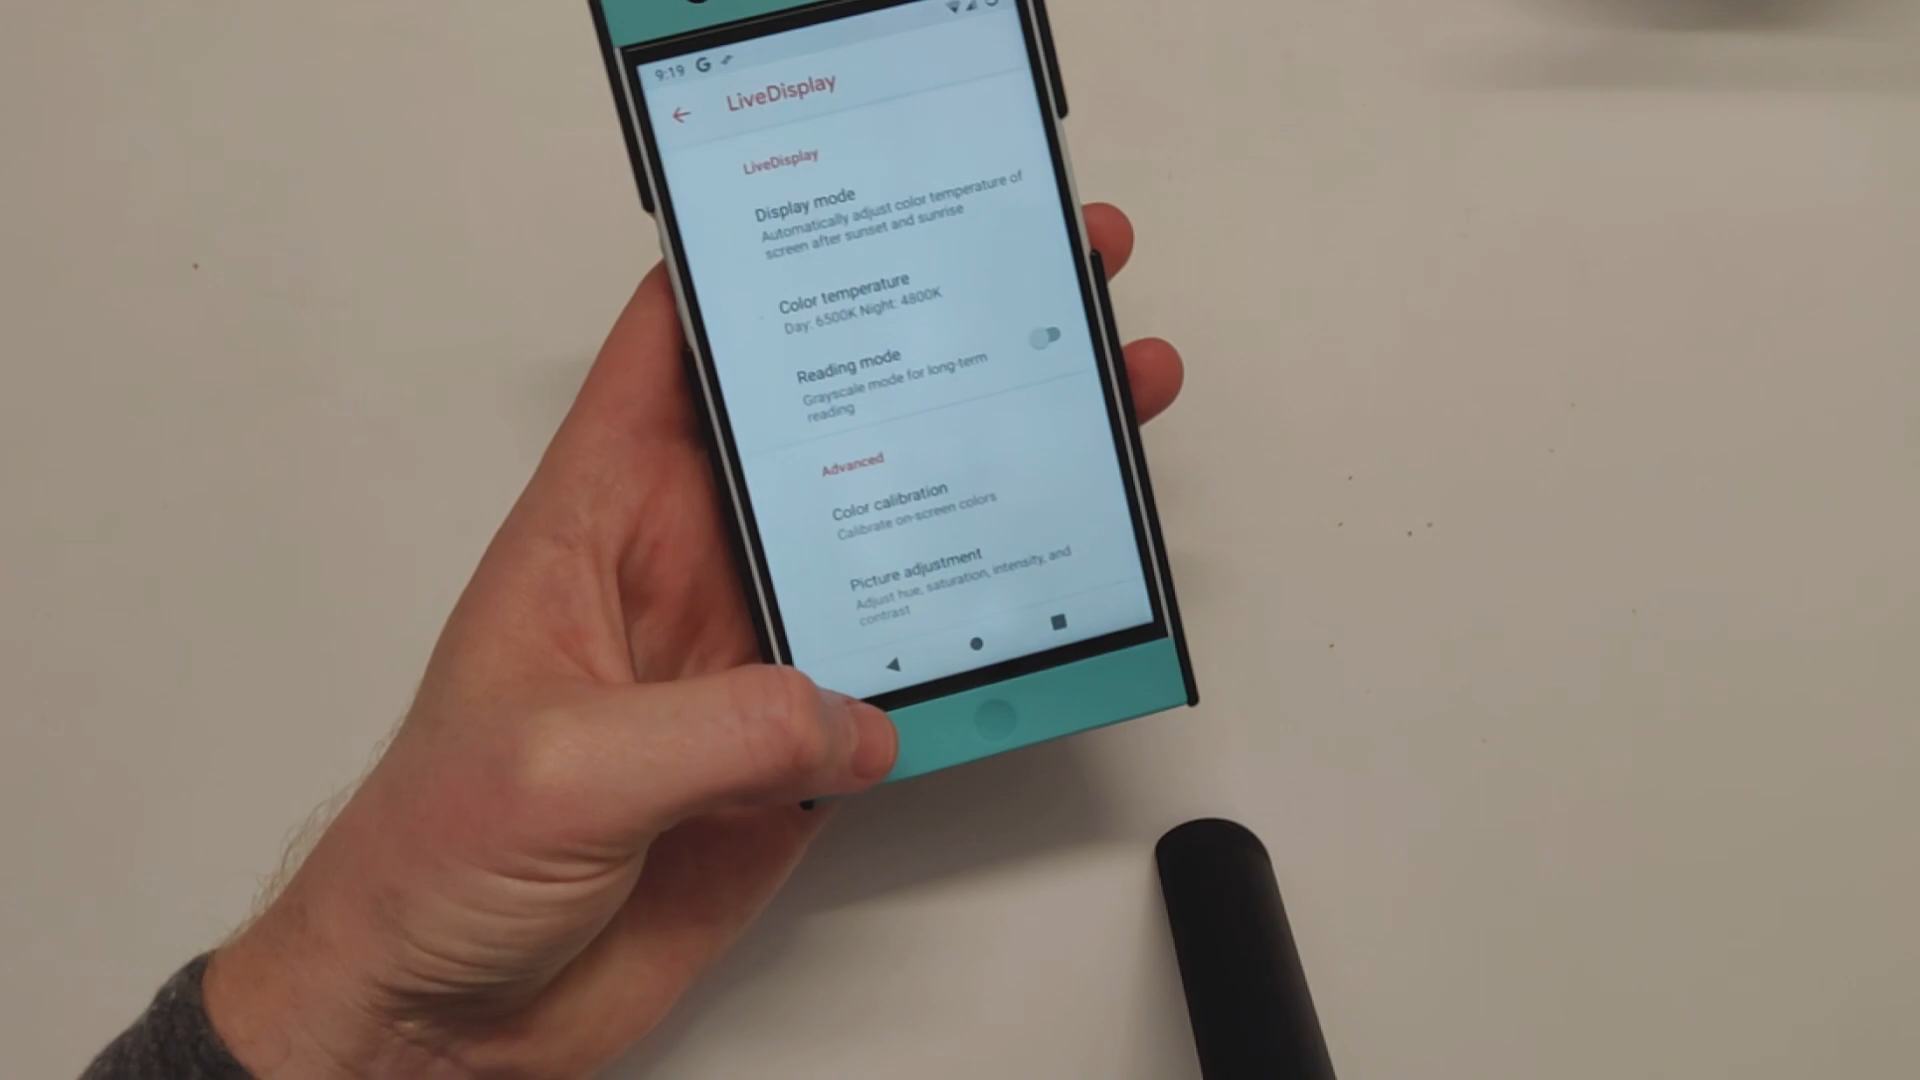 9:19 G
LiveDisplay
LiveDisplay
Display mode
Automatically adjust color temperature of
screen after sunset and sunrise
Color temperature
Day: 6500K Night: 4800K
Reading mode
Grayscale mode for long-term
reading
Advanced
Color calibration
Calibrate on-screen colors
Picture adjustment
Adjust hue, saturation, intensity, and
contrast